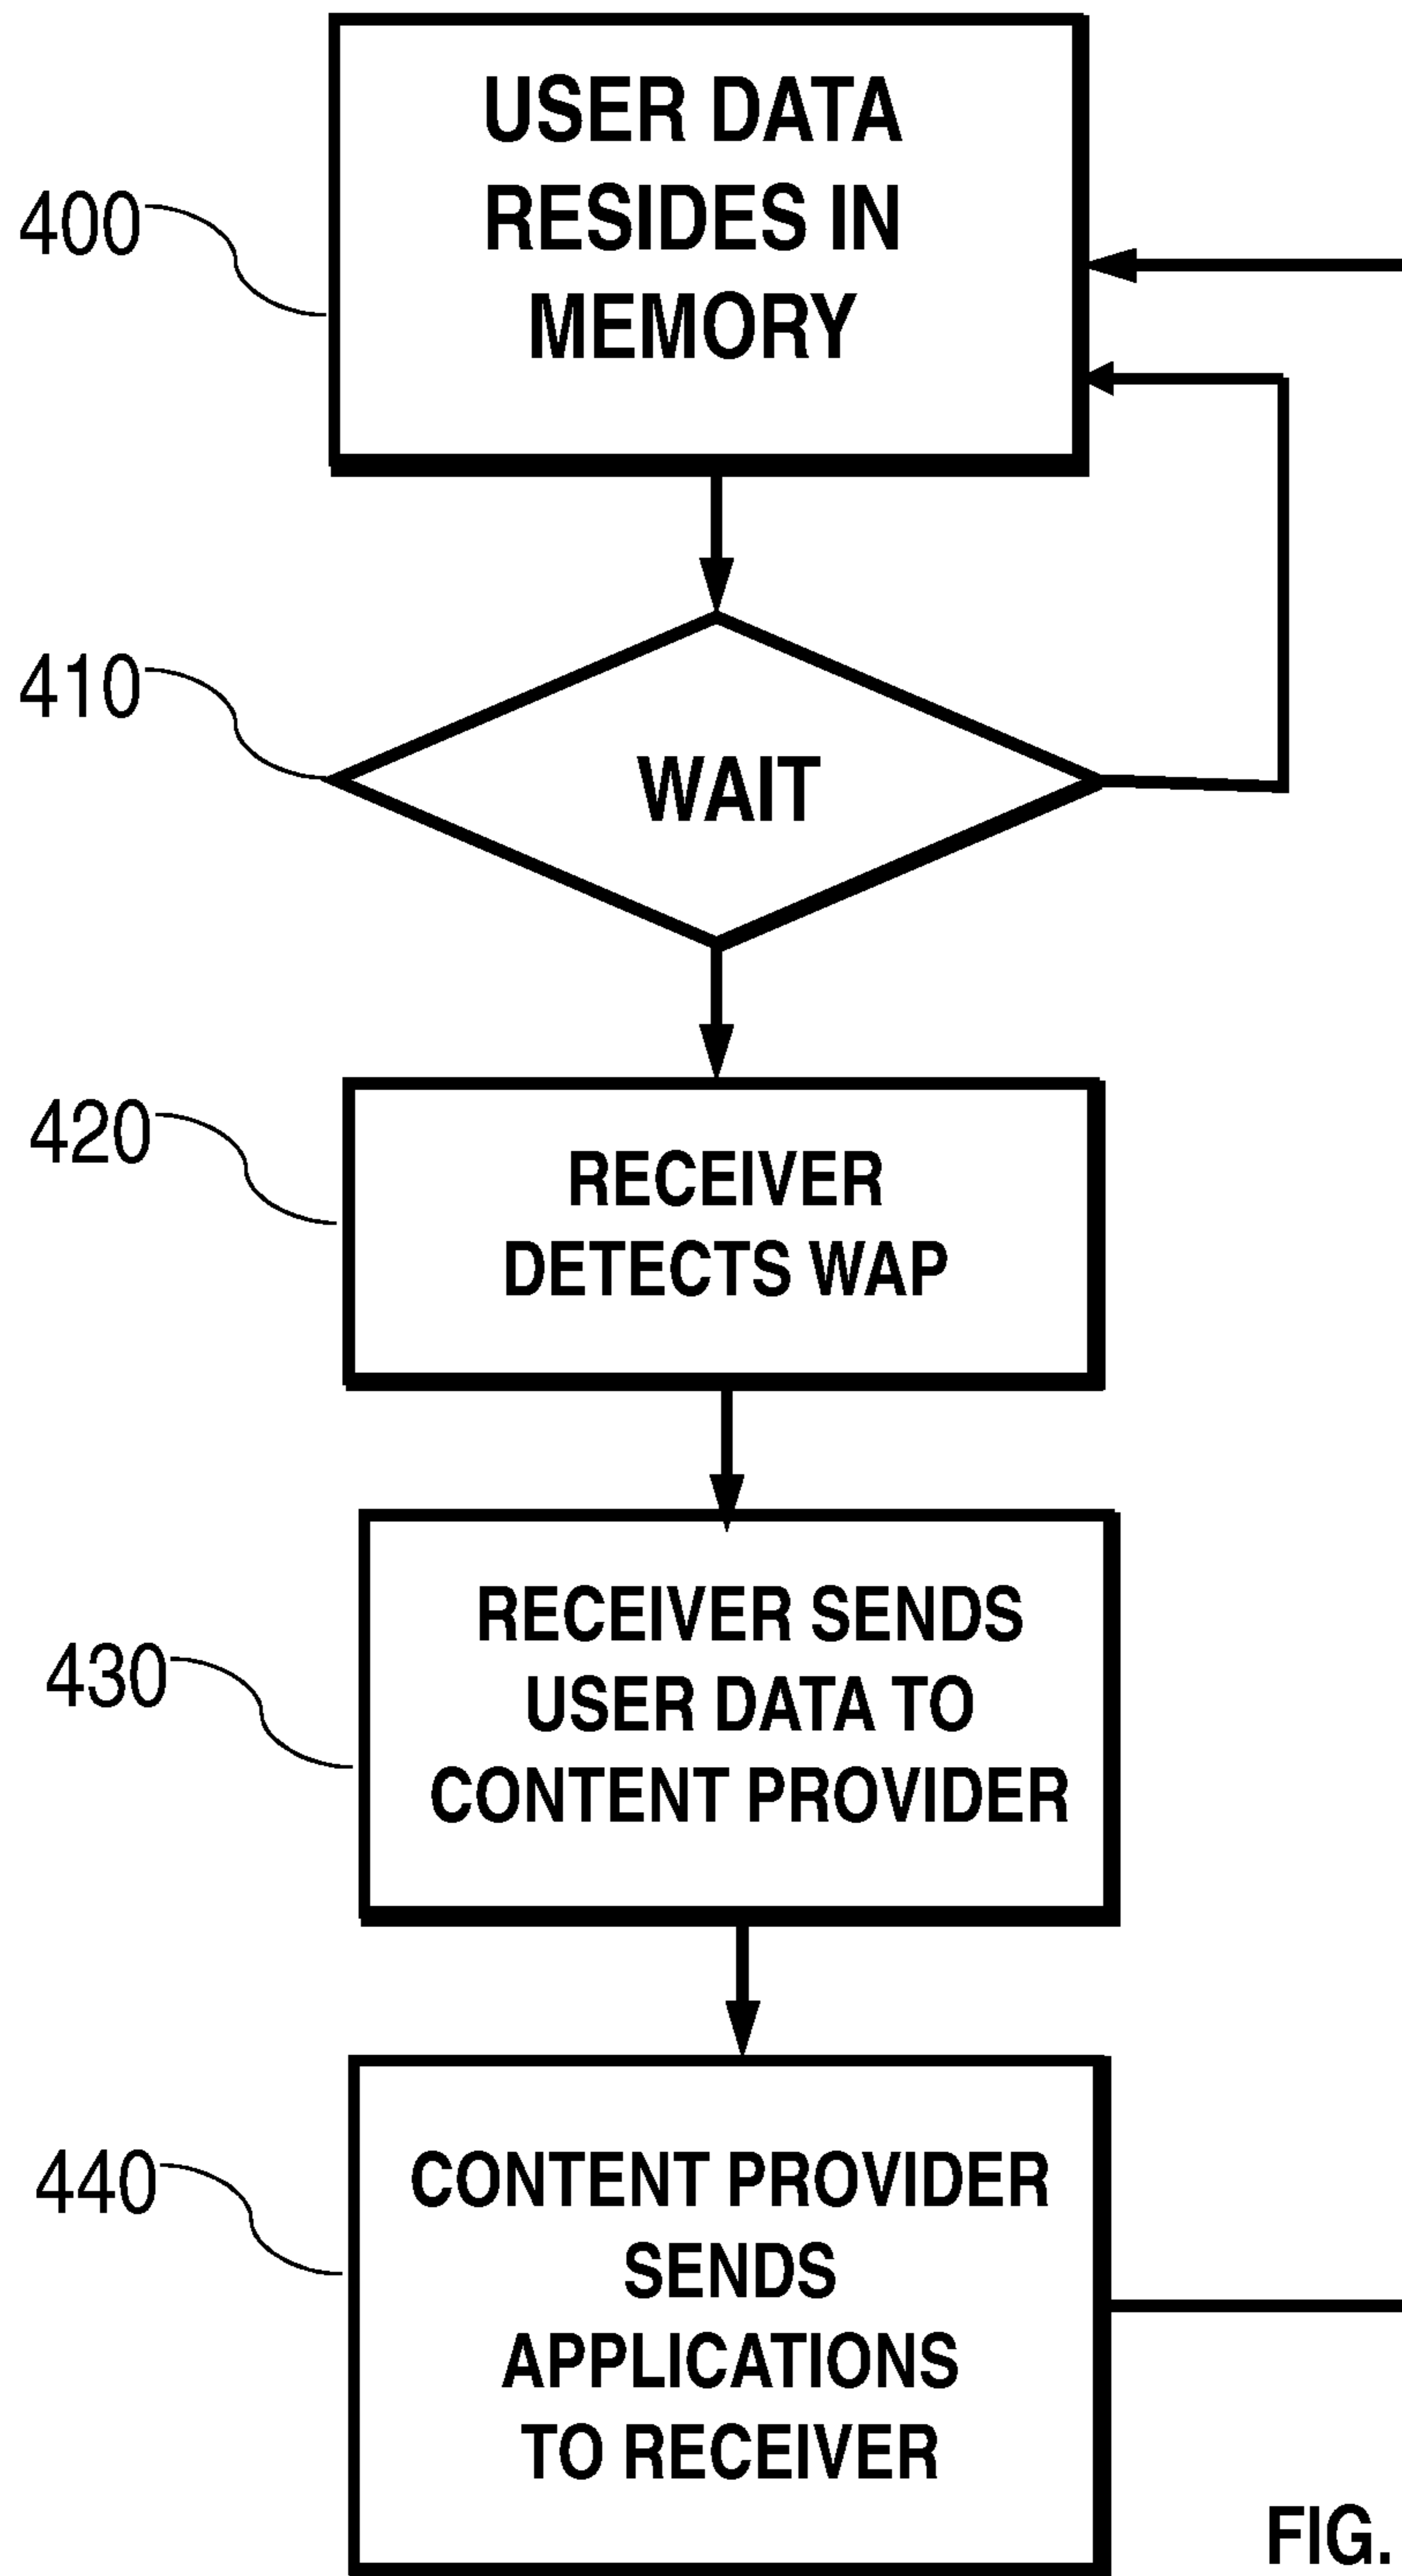 USER DATA
RESIDES IN
MEMORY
400
410
WAIT
420
RECEIVER
DETECTS WAP
430
RECEIVER SENDS
USER DATA TO
CONTENT PROVIDER
440
CONTENT PROVIDER
SENDS
APPLICATIONS
TO RECEIVER
FIG.